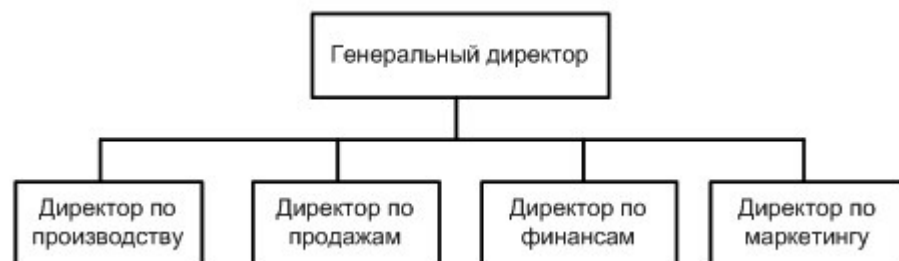 Генеральный директор
Директор по
производству
Директор по
продажам
Директор по
финансам
Директор по
маркетингу